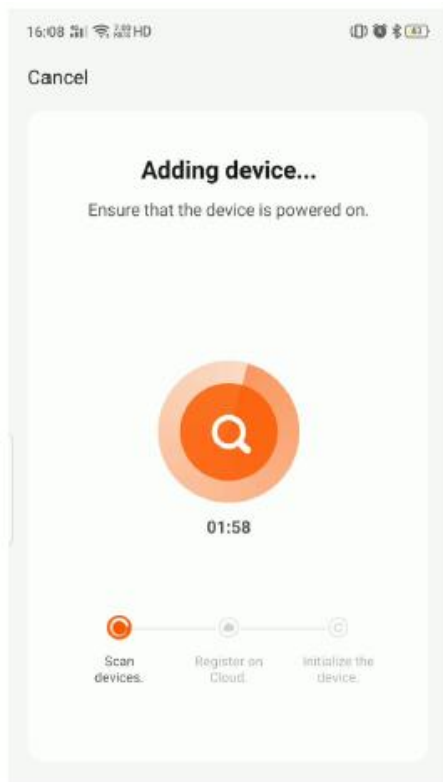 16:08 HD
Cancel
Adding device...
Ensure that the device is powered on.
01:58
Scan devices.
Register on Cloud.
Initialize the device.